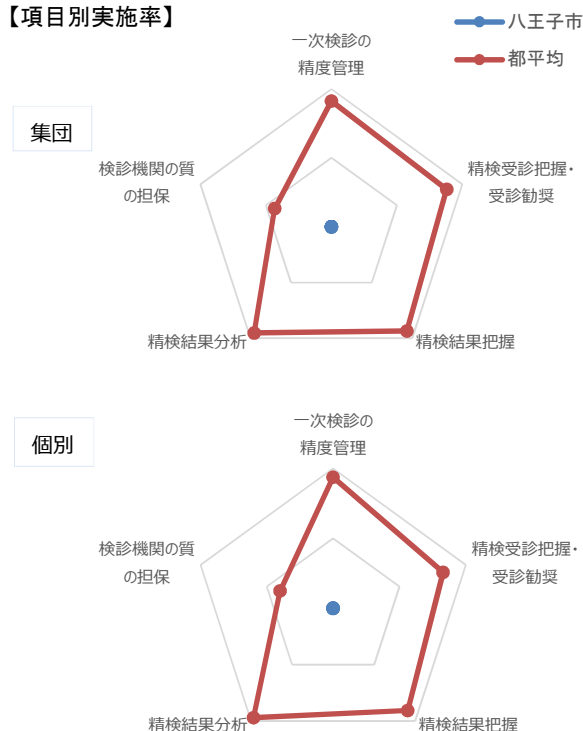 【項目別実施率】
八王子市
都平均
集団
一次検診の
精度管理
精検受診把握・
受診勧奨
精検結果把握
精検結果分析
検診機関の質
の担保
個別
一次検診の
精度管理
精検受診把握・
受診勧奨
精検結果把握
精検結果分析
検診機関の質
の担保